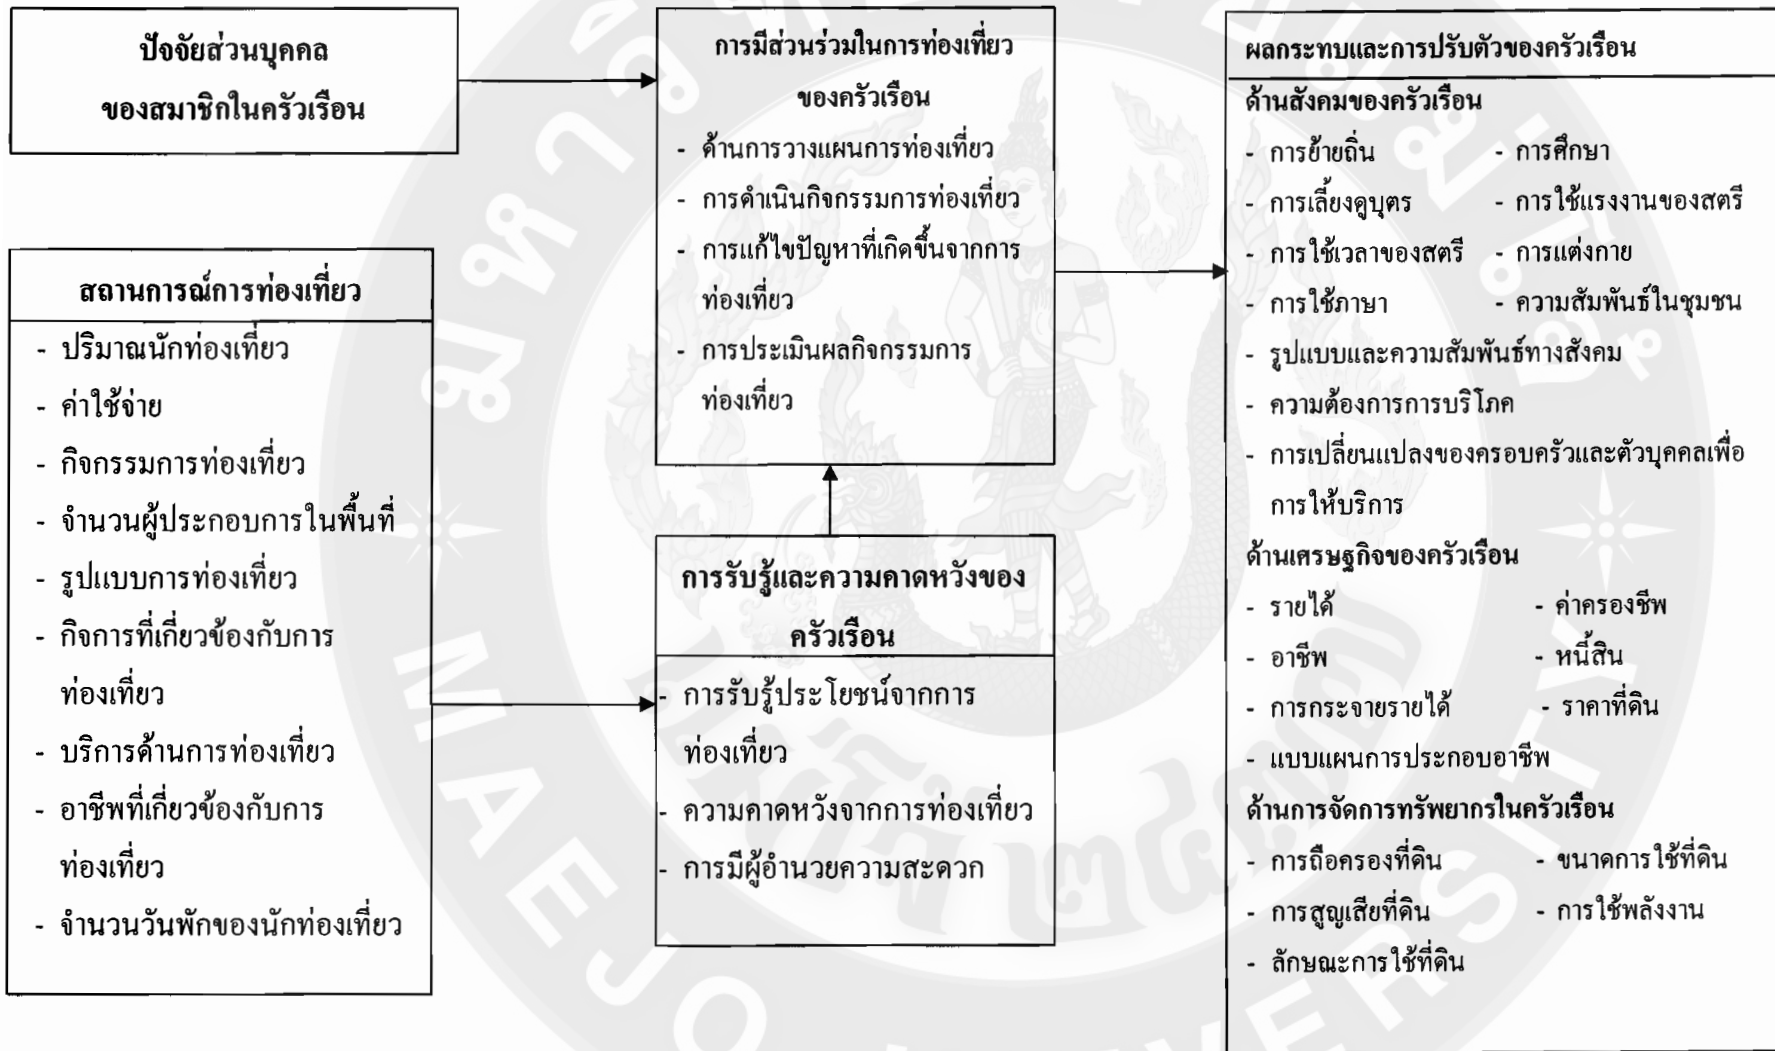 ปัจจัยส่วนบุคคล
ของสมาชิกในครัวเรือน
สถานการณ์การท่องเที่ยว
- ปริมาณนักท่องเที่ยว
- ค่าใช้จ่าย
- กิจกรรมการท่องเที่ยว
- จำนวนผู้ประกอบการในพื้นที่
- รูปแบบการท่องเที่ยว
- กิจการที่เกี่ยวข้องกับการ
ท่องเที่ยว
- บริการด้านการท่องเที่ยว
- อาชีพที่เกี่ยวข้องกับการ
ท่องเที่ยว
- จำนวนวันพักของนักท่องเที่ยว
การมีส่วนร่วมในการท่องเที่ยว
ของครัวเรือน
- ด้านการวางแผนการท่องเที่ยว
- การดำเนินกิจกรรมการท่องเที่ยว
- การแก้ไขปัญหาที่เกิดขึ้นจากการ
ท่องเที่ยว
- การประเมินผลกิจกรรมการ
ท่องเที่ยว
การรับรู้และความคาดหวังของ
ครัวเรือน
- การรับรู้ประโยชน์จากการ
ท่องเที่ยว
- ความคาดหวังจากการท่องเที่ยว
- การมีผู้อำนวยความสะดวก
ผลกระทบและการปรับตัวของครัวเรือน
ด้านสังคมของครัวเรือน
- การย้ายถิ่น - การศึกษา
- การเลี้ยงดูบุตร - การใช้แรงงานของสตรี
- การใช้เวลาของสตรี - การแต่งกาย
- การใช้ภาษา - ความสัมพันธ์ในชุมชน
- รูปแบบและความสัมพันธ์ทางสังคม
- ความต้องการการบริโภค
- การเปลี่ยนแปลงของครอบครัวและตัวบุคคลเพื่อ
การให้บริการ
ด้านเศรษฐกิจของครัวเรือน
- รายได้ - ค่าครองชีพ
- อาชีพ - หนี้สิน
- การกระจายรายได้ - ราคาที่ดิน
- แบบแผนการประกอบอาชีพ
ด้านการจัดการทรัพยากรในครัวเรือน
- การถือครองที่ดิน - ขนาดการใช้ที่ดิน
- การสูญเสียที่ดิน - การใช้พลังงาน
- ลักษณะการใช้ที่ดิน